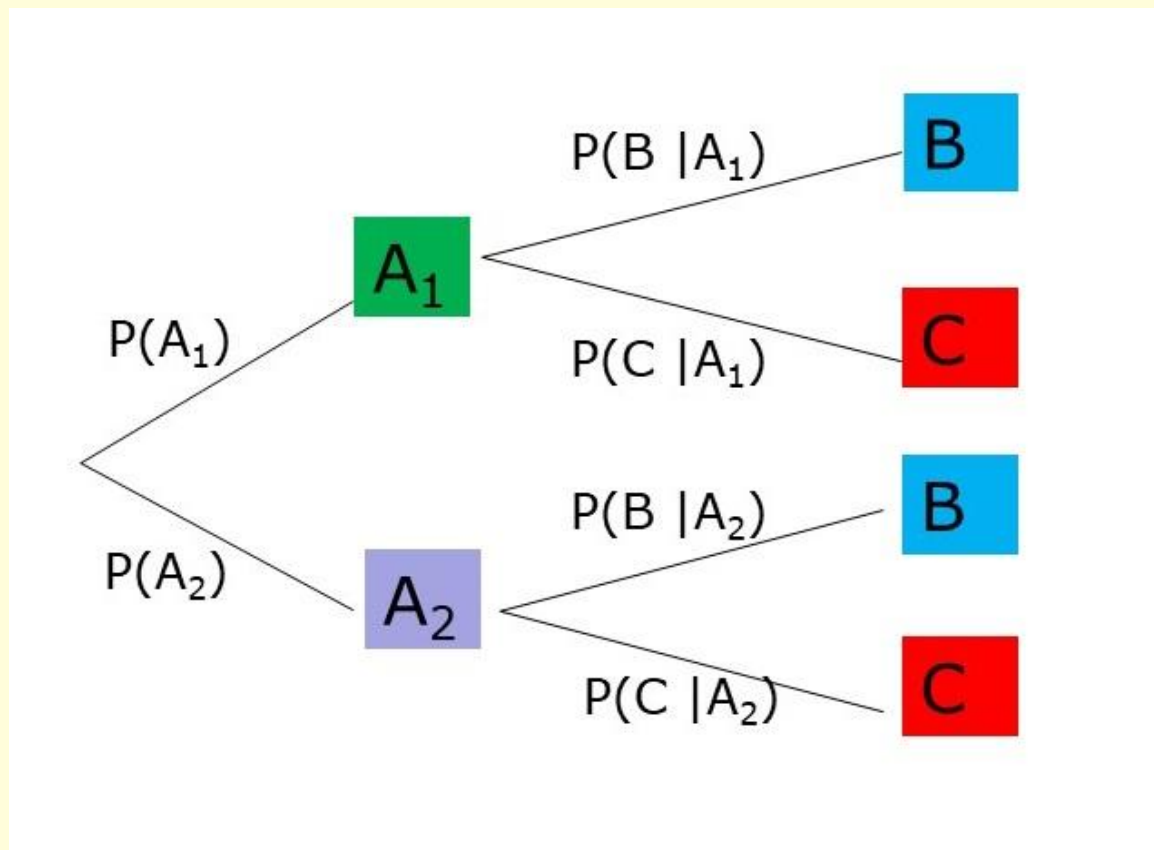 P(B |A₁)
B
A₁
P(A₁)
P(C |A₁)
C
P(B |A₂)
B
P(A₂)
A₂
P(C |A₂)
C